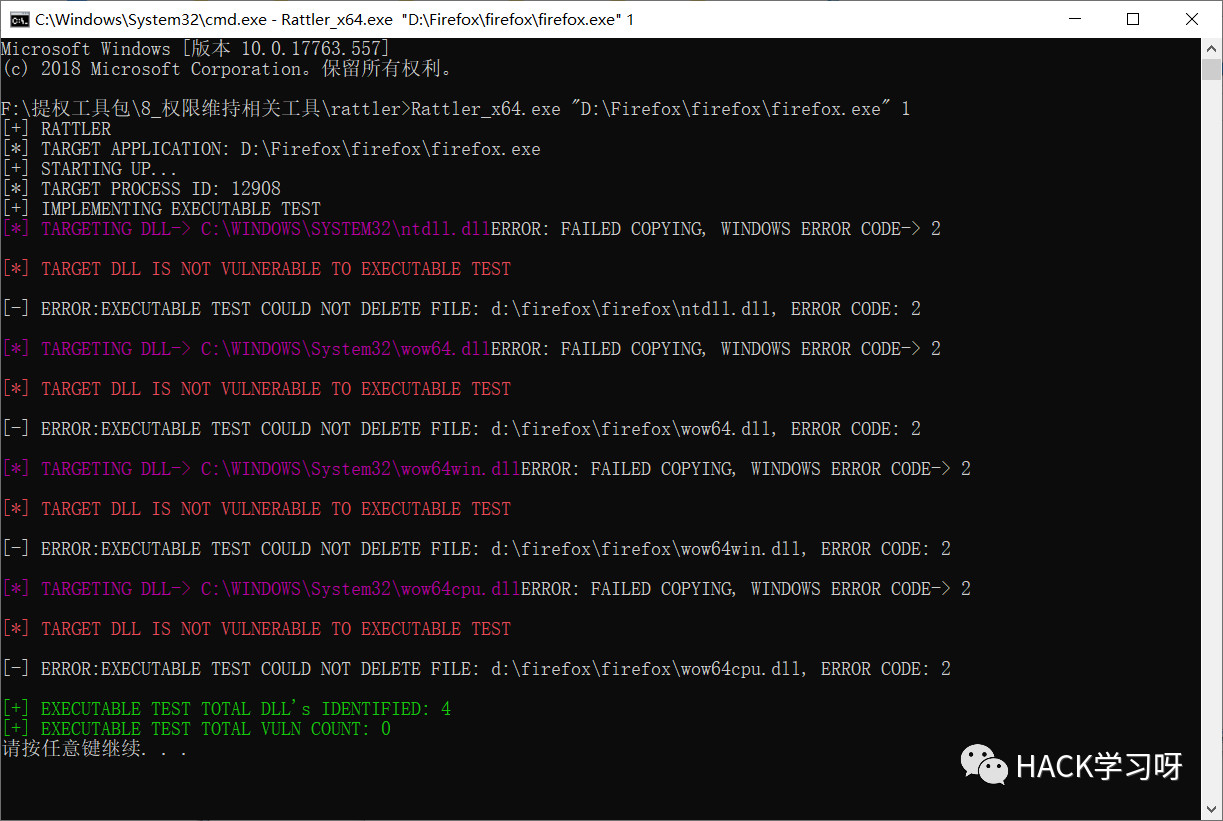 C:\Windows\System32\cmd.exe - Rattler_x64.exe "D:\Firefox\firefox\firefox.exe" 1
Microsoft Windows [版本 10.0.17763.557]
(c) 2018 Microsoft Corporation。保留所有权利。
F:\提权工具包\8_权限维持相关工具\rattler>Rattler_x64.exe "D:\Firefox\firefox\firefox.exe" 1
[+] RATTLER
[*] TARGET APPLICATION: D:\Firefox\firefox\firefox.exe
[+] STARTING UP...
[*] TARGET PROCESS ID: 12908
[+] IMPLEMENTING EXECUTABLE TEST
[*] TARGETING DLL-> C:\WINDOWS\SYSTEM32\ntdll.dllERROR: FAILED COPYING, WINDOWS ERROR CODE-> 2
[*] TARGET DLL IS NOT VULNERABLE TO EXECUTABLE TEST
[-] ERROR:EXECUTABLE TEST COULD NOT DELETE FILE: d:\firefox\firefox\ntdll.dll, ERROR CODE: 2
[*] TARGETING DLL-> C:\WINDOWS\System32\wow64.dllERROR: FAILED COPYING, WINDOWS ERROR CODE-> 2
[*] TARGET DLL IS NOT VULNERABLE TO EXECUTABLE TEST
[-] ERROR:EXECUTABLE TEST COULD NOT DELETE FILE: d:\firefox\firefox\wow64.dll, ERROR CODE: 2
[*] TARGETING DLL-> C:\WINDOWS\System32\wow64win.dllERROR: FAILED COPYING, WINDOWS ERROR CODE-> 2
[*] TARGET DLL IS NOT VULNERABLE TO EXECUTABLE TEST
[-] ERROR:EXECUTABLE TEST COULD NOT DELETE FILE: d:\firefox\firefox\wow64win.dll, ERROR CODE: 2
[*] TARGETING DLL-> C:\WINDOWS\System32\wow64cpu.dllERROR: FAILED COPYING, WINDOWS ERROR CODE-> 2
[*] TARGET DLL IS NOT VULNERABLE TO EXECUTABLE TEST
[-] ERROR:EXECUTABLE TEST COULD NOT DELETE FILE: d:\firefox\firefox\wow64cpu.dll, ERROR CODE: 2
[+] EXECUTABLE TEST TOTAL DLL's IDENTIFIED: 4
[+] EXECUTABLE TEST TOTAL VULN COUNT: 0
请按任意键继续. . .
HACK学习呀